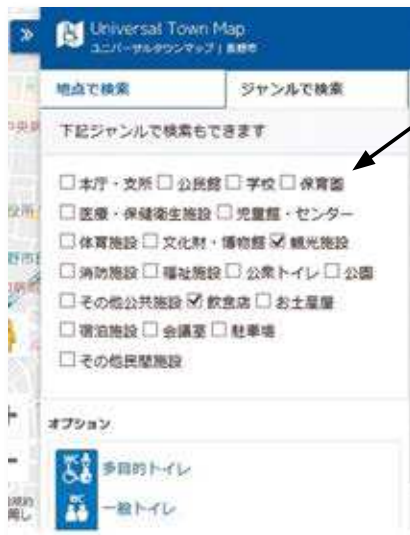 Universal Town Map
ユニバーサルタウンマップ | 長野市
地点で検索
ジャンルで検索
下記ジャンルで検索もできます
本庁・支所 公民館 学校 保育園
医療・保健衛生施設 児童館・センター
体育施設 文化財・博物館 観光施設
消防施設 福祉施設 公衆トイレ 公園
その他公共施設 飲食店 お土産屋
宿泊施設 会議室 駐車場
その他民間施設
オプション
多目的トイレ
一般トイレ